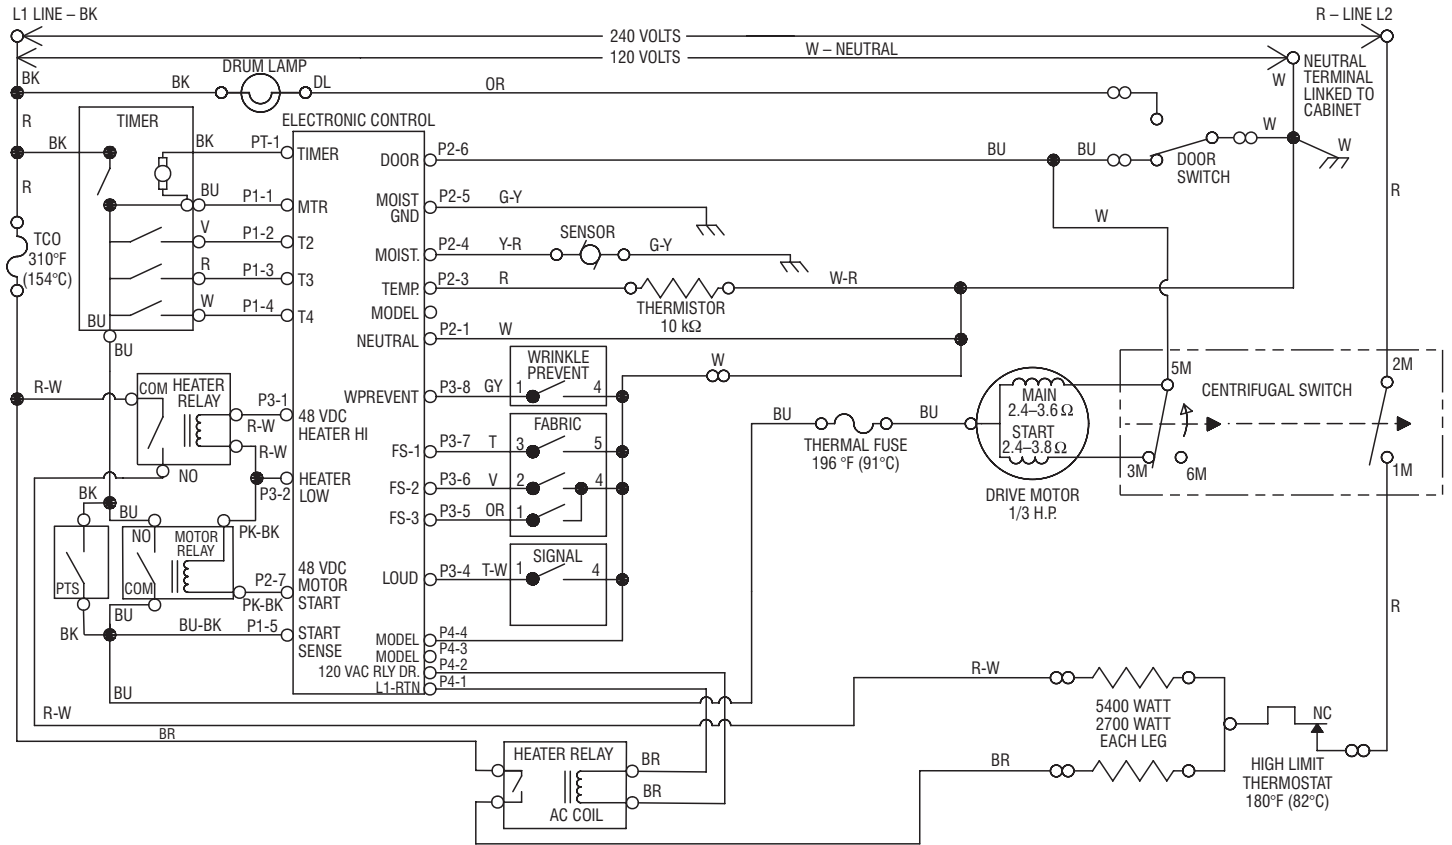 L1 LINE – BK
R – LINE L2
240 VOLTS
120 VOLTS
W – NEUTRAL
NEUTRAL
TERMINAL
LINKED TO
CABINET
W
BK
BK
DRUM LAMP
DL
OR
R
TIMER
ELECTRONIC CONTROL
BK
BK
PT-1
TIMER
DOOR
P2-6
BU
BU
W
W
DOOR
SWITCH
R
BU
P1-1
MTR
MOIST
GND
P2-5
G-Y
R
V
P1-2
T2
MOIST.
P2-4
Y-R
SENSOR
G-Y
W
TCO
310°F
(154°C)
R
P1-3
T3
TEMP.
P2-3
R
THERMISTOR
10 kΩ
W-R
W
P1-4
T4
MODEL
BU
BU
NEUTRAL
P2-1
W
WRINKLE
PREVENT
W
R-W
COM
HEATER
RELAY
P3-1
R-W
48 VDC
HEATER HI
WPREVENT
P3-8
GY
1
4
5M
2M
CENTRIFUGAL SWITCH
MAIN
2.4–3.6 Ω
START
2.4–3.8 Ω
BU
BU
THERMAL FUSE
196 °F (91°C)
FABRIC
FS-1
P3-7
T
3
5
R-W
NO
P3-2
HEATER
LOW
FS-2
P3-6
V
2
4
3M
6M
1M
DRIVE MOTOR
1/3 H.P.
BK
BU
FS-3
P3-5
OR
1
PK-BK
NO
MOTOR
RELAY
SIGNAL
PTS
COM
P2-7
PK-BK
48 VDC
MOTOR
START
LOUD
P3-4
T-W
1
4
R
BU
BK
BU-BK
P1-5
START
SENSE
MODEL
P4-4
MODEL
P4-3
120 VAC RLY DR.
P4-2
L1-RTN
P4-1
BU
R-W
R-W
5400 WATT
2700 WATT
EACH LEG
NC
BR
HEATER RELAY
BR
BR
AC COIL
BR
HIGH LIMIT
THERMOSTAT
180°F (82°C)